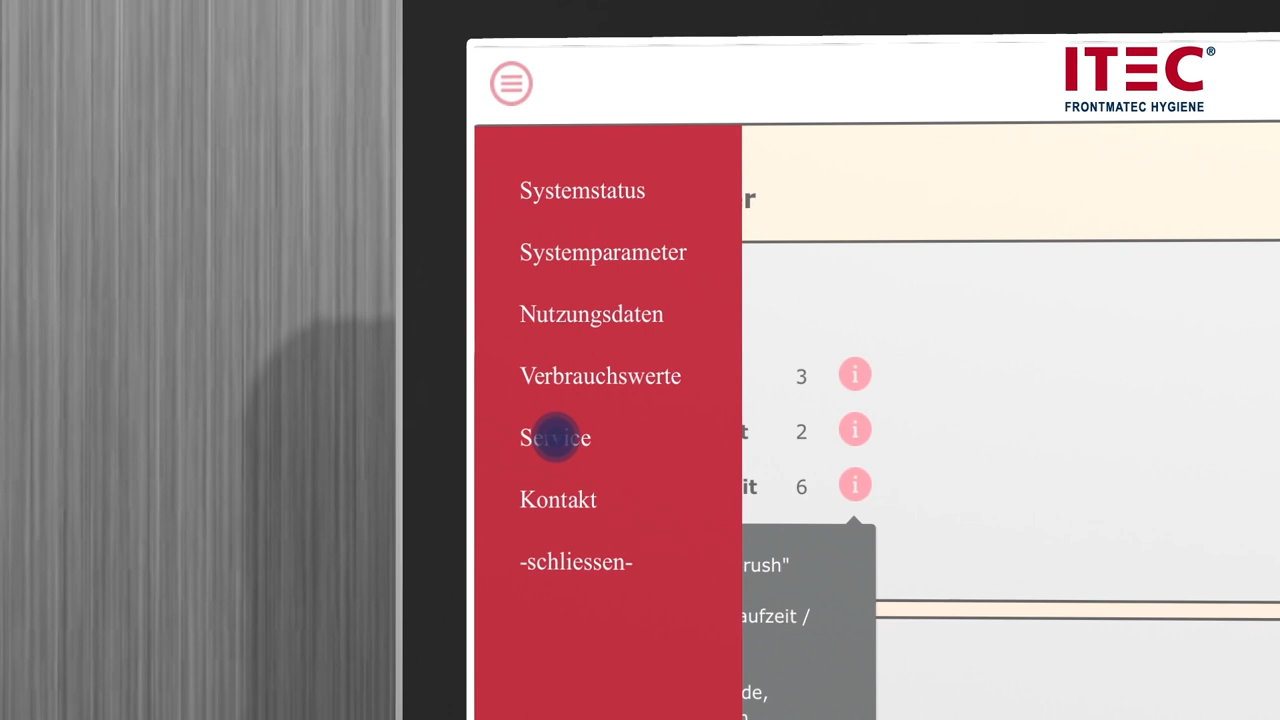 ITEC®
FRONTMATEC HYGIENE
Systemstatus
Systemparameter
Nutzungsdaten
Verbrauchswerte
Service
Kontakt
-schliessen-
r
3 i
t 2 i
it 6 i
rush"
aufzeit /
de,